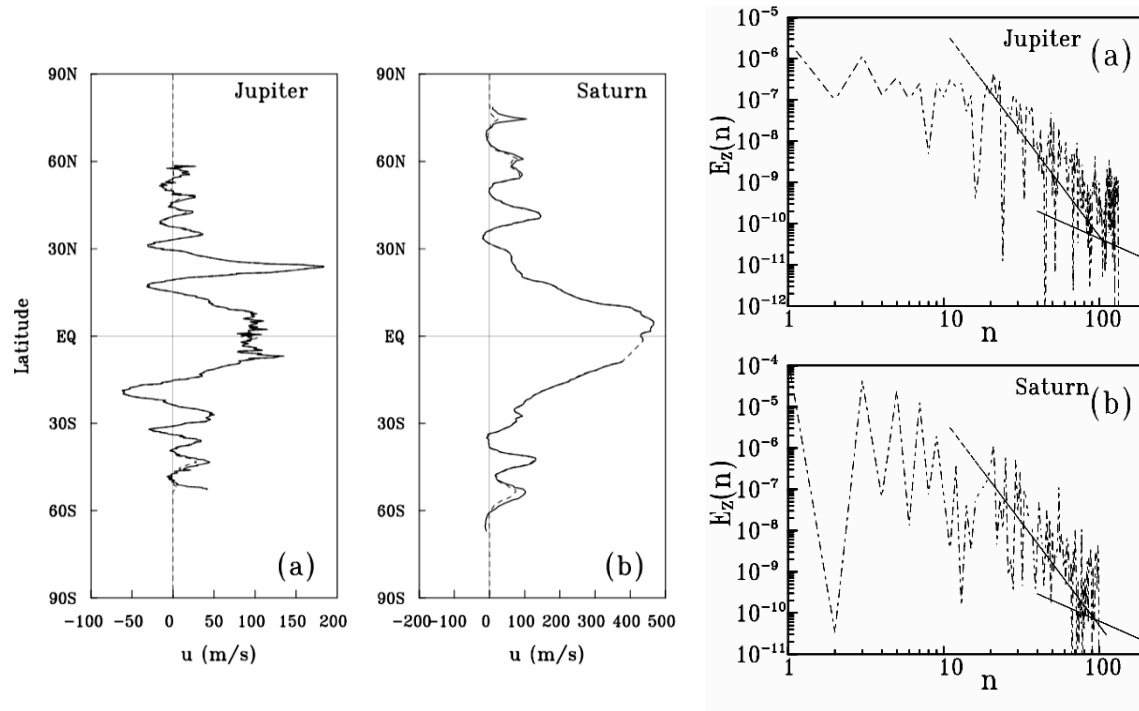 90N
60N
30N
EQ
30S
60S
90S
Latitude
Jupiter
(a)
-100
-50
0
50
100
150
200
u (m/s)
90N
60N
30N
EQ
30S
60S
90S
Saturn
(b)
-200
-100
0
100
200
300
400
500
u (m/s)
10^-5
10^-6
10^-7
10^-8
10^-9
10^-10
10^-11
10^-12
E_Z(n)
Jupiter
(a)
1
10
100
n
10^-4
10^-5
10^-6
10^-7
10^-8
10^-9
10^-10
10^-11
E_Z(n)
Saturn
(b)
1
10
100
n